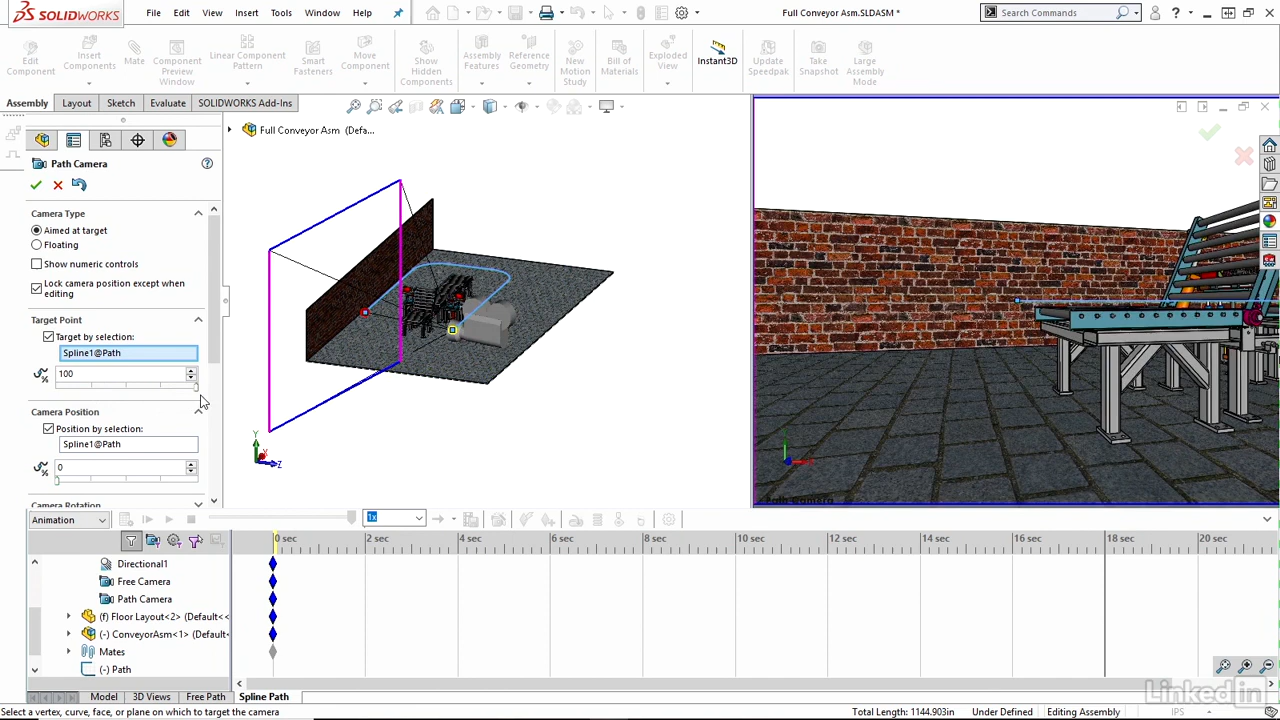 SOLIDWORKS
File
Edit
View
Insert
Tools
Window
Help
Full Conveyor Asm.SLDASM *
Search Commands
?
Edit
Component
Insert
Components
Mate
Component
Preview
Window
Linear Component
Pattern
Smart
Fasteners
Move
Component
Show
Hidden
Components
Assembly
Features
Reference
Geometry
New
Motion
Study
Bill of
Materials
Exploded
View
Instant3D
Update
Speedpak
Take
Snapshot
Large
Assembly
Mode
Assembly
Layout
Sketch
Evaluate
SOLIDWORKS Add-Ins
Full Conveyor Asm (Defa...
Path Camera
Camera Type
Aimed at target
Floating
Show numeric controls
Lock camera position except when
editing
Target Point
Target by selection:
Spline1@Path
100
Camera Position
Position by selection:
Spline1@Path
0
Camera Rotation
Y
X
Z
Path Camera
Animation
1x
0 sec
2 sec
4 sec
6 sec
8 sec
10 sec
12 sec
14 sec
16 sec
18 sec
20 sec
Directional1
Free Camera
Path Camera
(f) Floor Layout<2> (Default<<
(-) ConveyorAsm<1> (Default<
Mates
(-) Path
Model
3D Views
Free Path
Spline Path
Select a vertex, curve, face, or plane on which to target the camera
Total Length: 1144.903in
Under Defined
Editing Assembly
IPS
LinkedIn